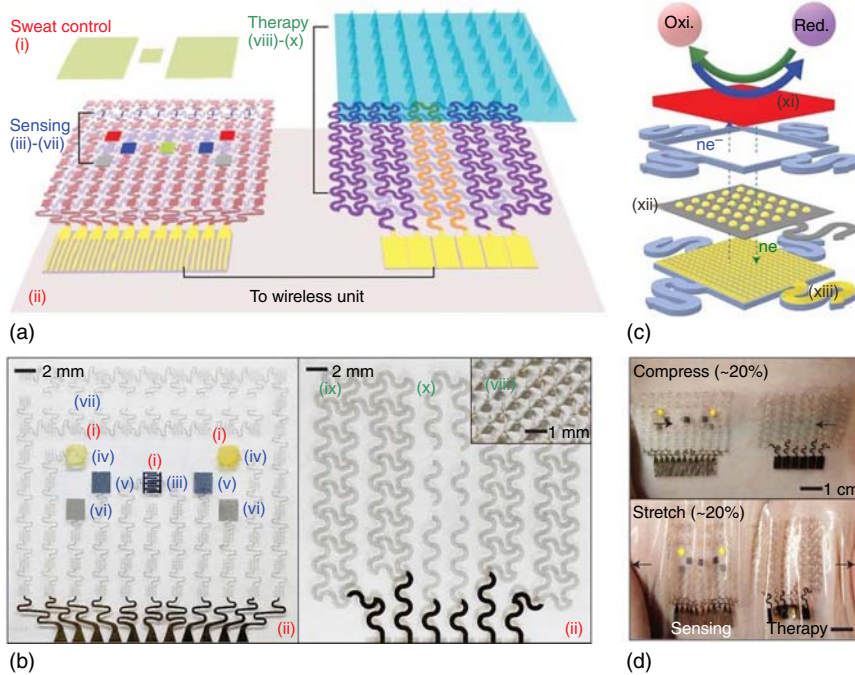 Sweat control
(i)
Therapy
(viii)-(x)
Sensing
(iii)-(vii)
To wireless unit
(ii)
(a)
Oxi.
Red.
(xi)
ne⁻
(xii)
ne
(xiii)
(c)
2 mm
(vii)
(i)
(i)
(iv)
(i)
(iv)
(v)
(iii)
(v)
(vi)
(vi)
(ii)
2 mm
(ix)
(x)
(viii)
1 mm
(ii)
(b)
Compress (~20%)
1 cm
Stretch (~20%)
Sensing
Therapy
(d)